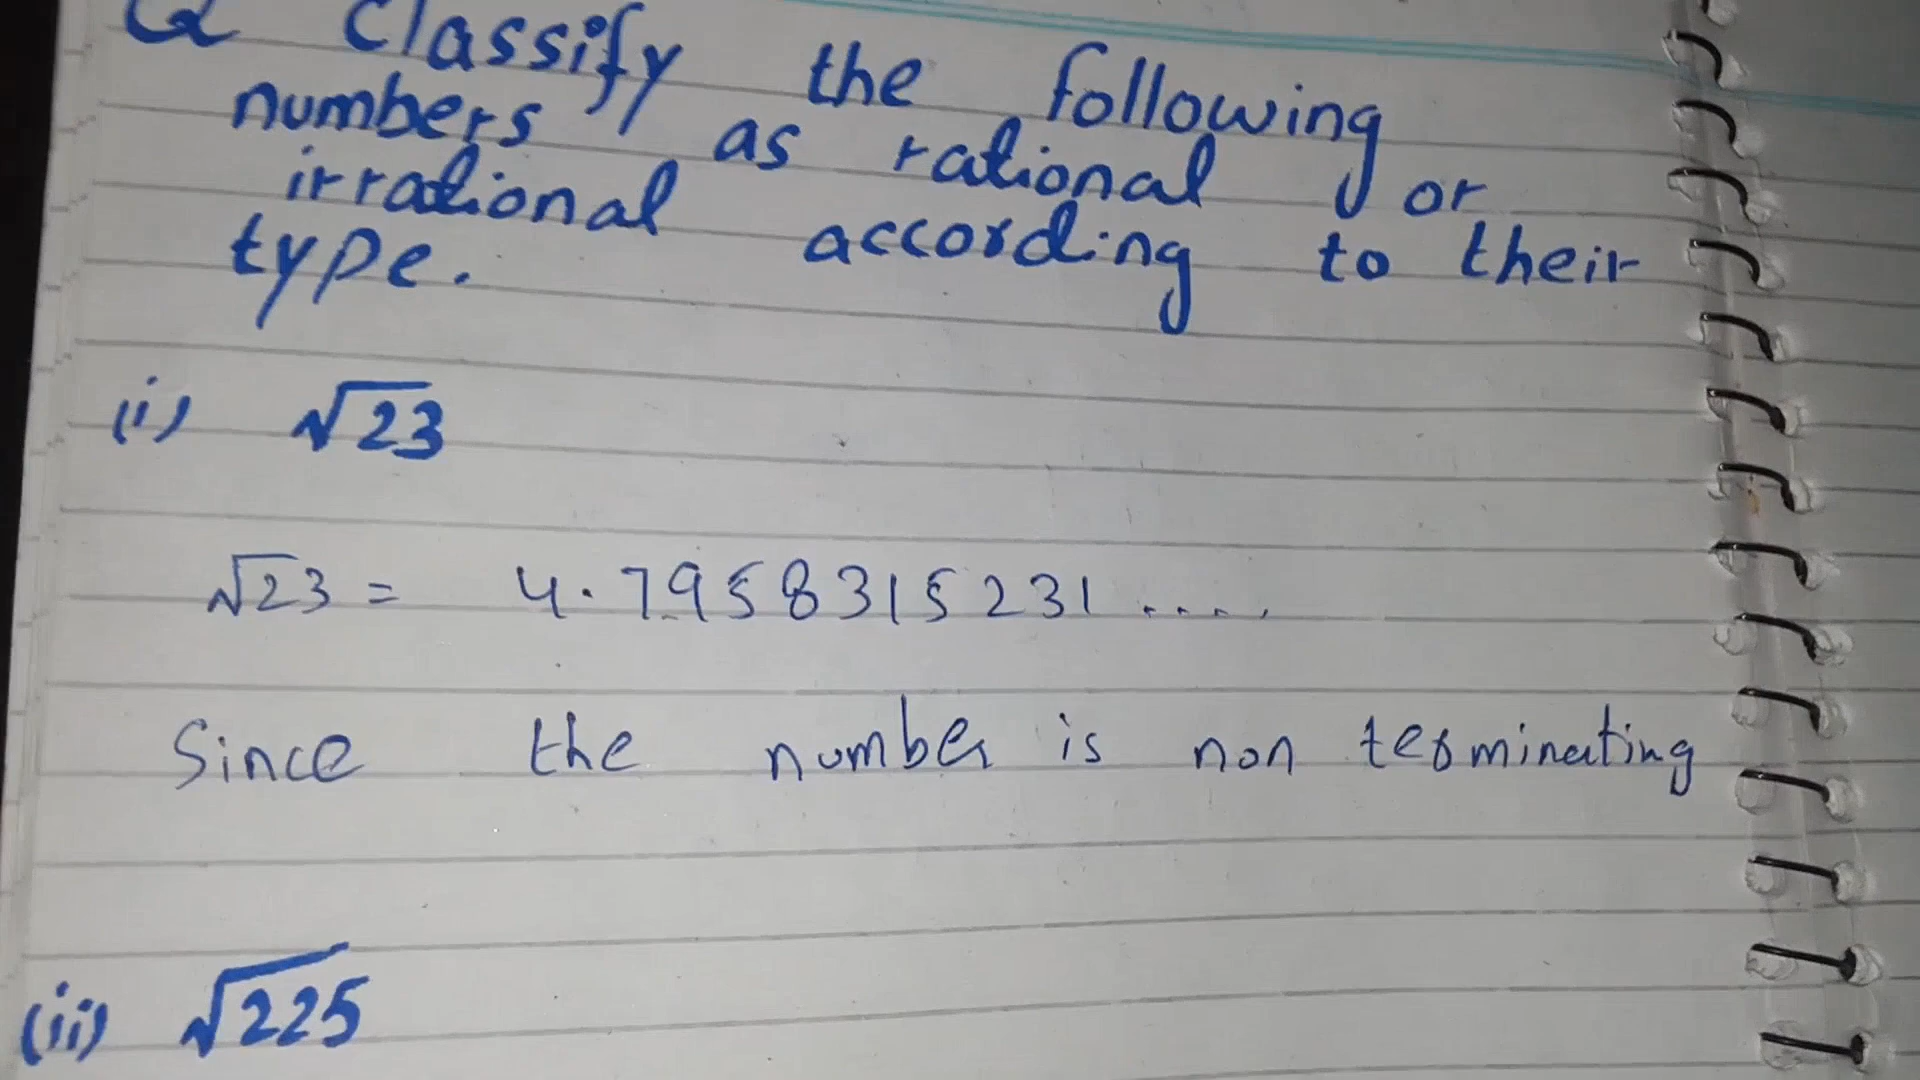 Q Classify the following
numbers as rational or
irrational according to their
type.
(i) √23
√23 = 4.7958315231....
Since the number is non terminating
(ii) √225